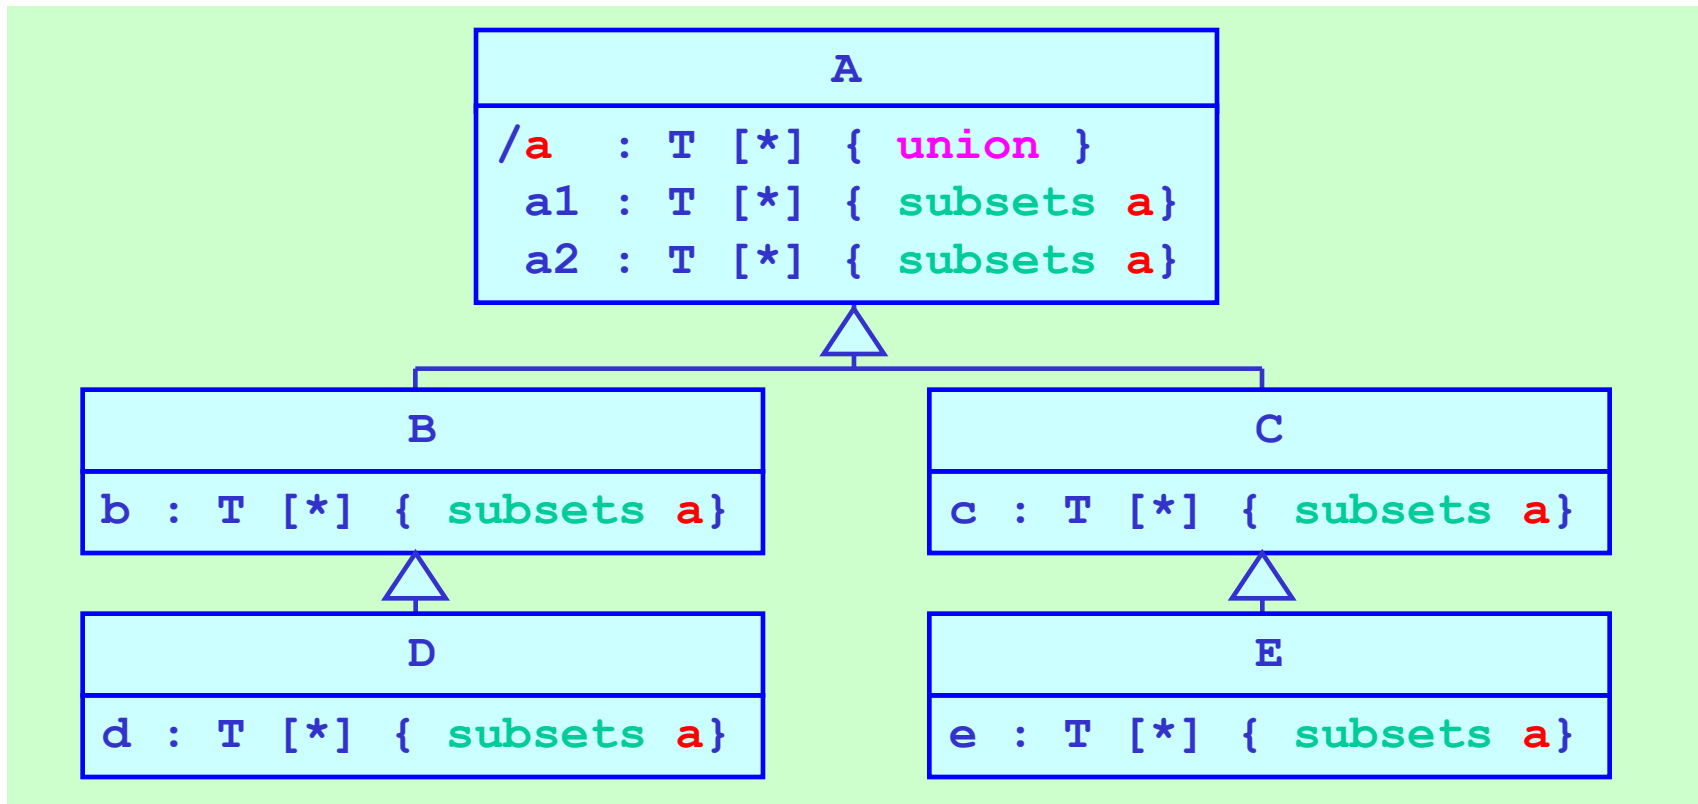 A
/a : T [*] { union }
a1 : T [*] { subsets a}
a2 : T [*] { subsets a}
B
b : T [*] { subsets a}
C
c : T [*] { subsets a}
D
d : T [*] { subsets a}
E
e : T [*] { subsets a}